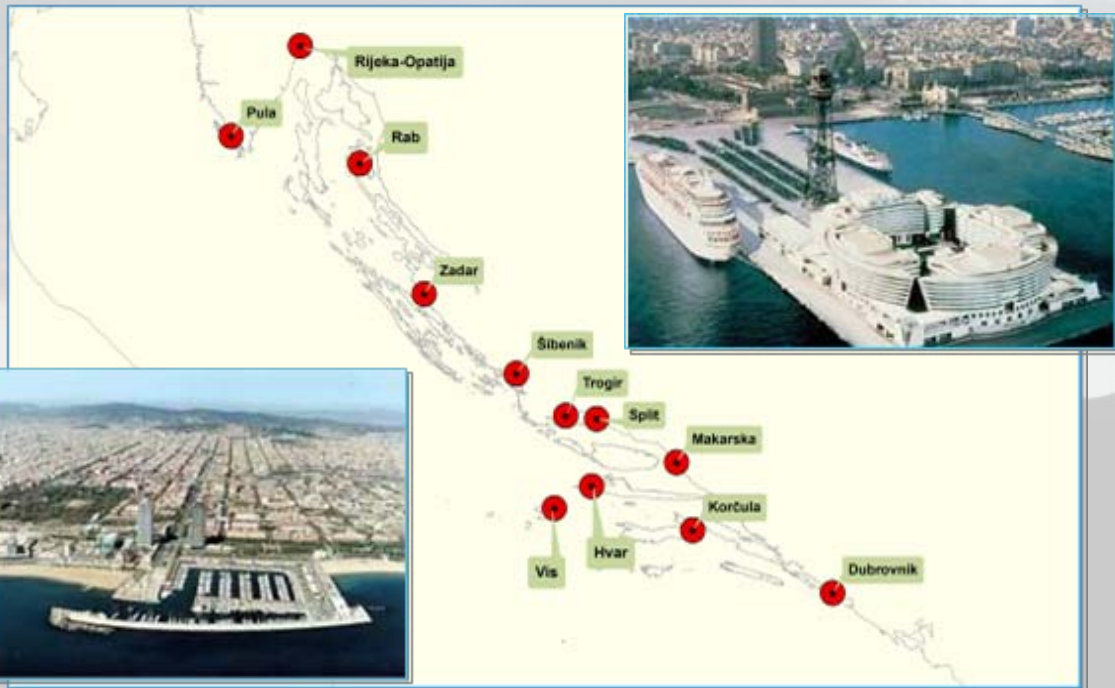 Rijeka-Opatija
Pula
Rab
Zadar
Šibenik
Trogir
Split
Makarska
Korčula
Hvar
Vis
Dubrovnik